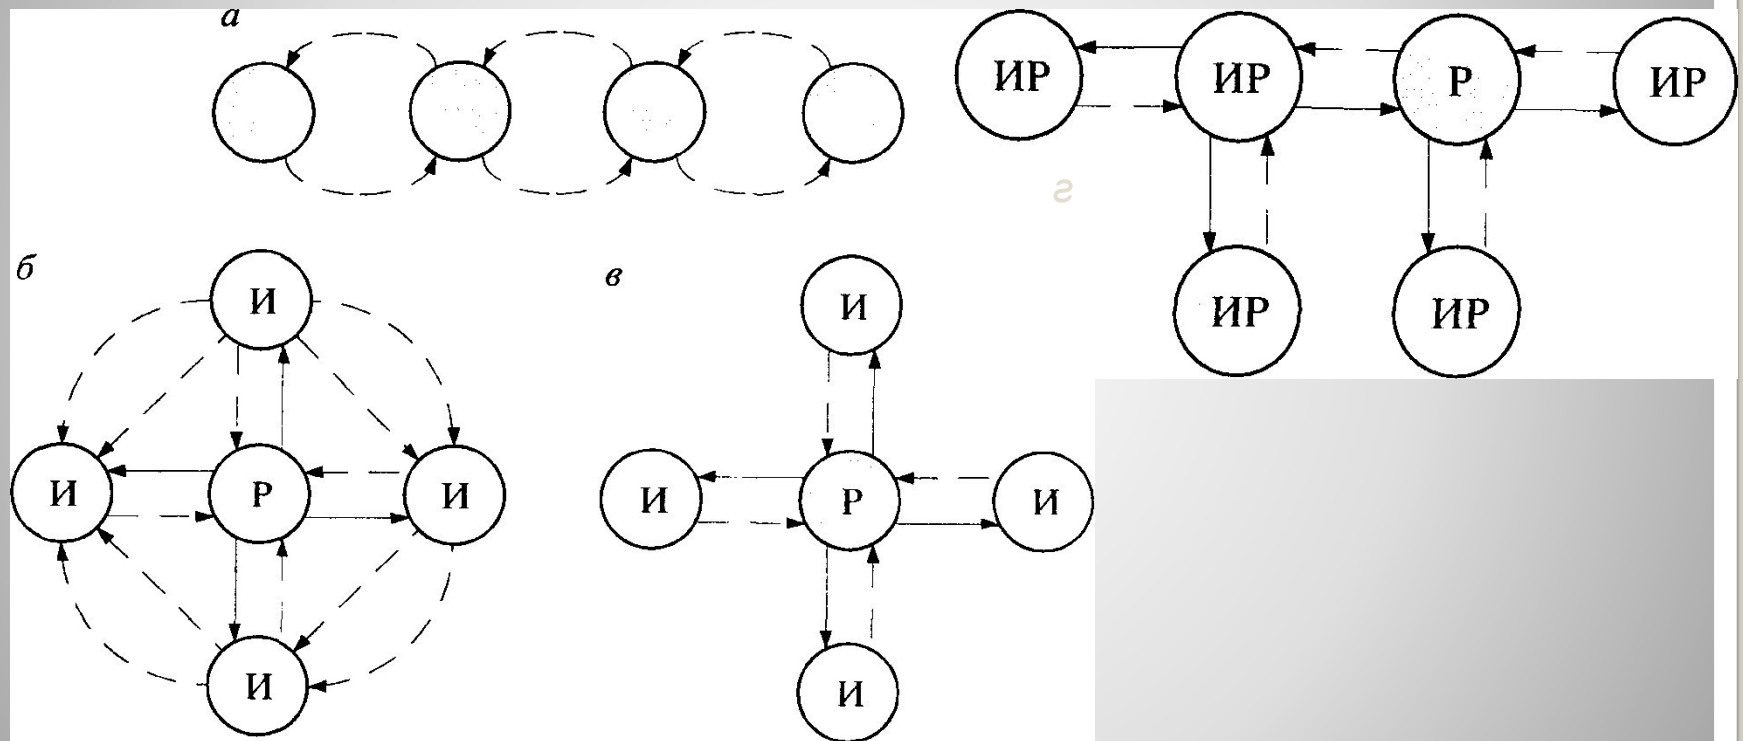 а
ИР ИР Р ИР
г
ИР ИР
б
И
И Р И
И
в
И
И Р И
И